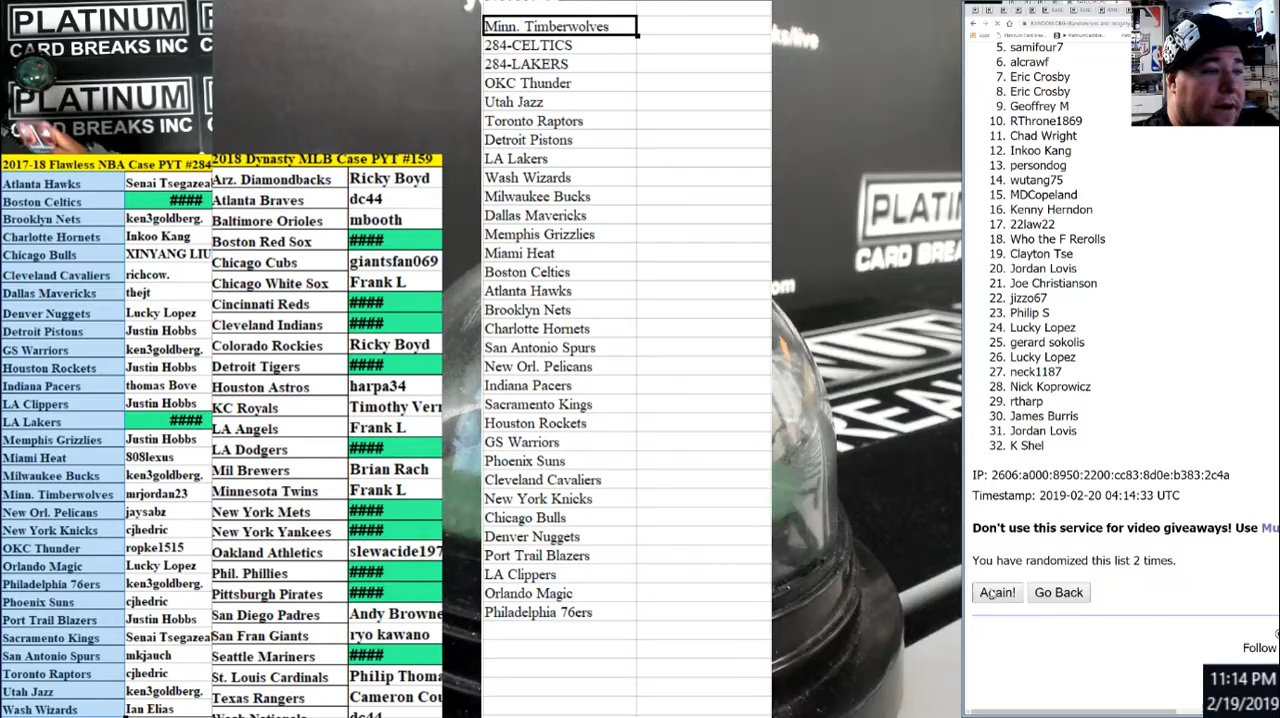 PLATINUM
CARD BREAKS INC
PLATINUM
CARD BREAKS INC
2017-18 Flawless NBA Case PYT #284
Atlanta Hawks Senai Tsegazeal
Boston Celtics ####
Brooklyn Nets ken3goldberg.
Charlotte Hornets Inkoo Kang
Chicago Bulls XINYANG LIU
Cleveland Cavaliers richcow.
Dallas Mavericks thejt
Denver Nuggets Lucky Lopez
Detroit Pistons Justin Hobbs
GS Warriors ken3goldberg.
Houston Rockets Justin Hobbs
Indiana Pacers thomas Bove
LA Clippers Justin Hobbs
LA Lakers ####
Memphis Grizzlies Justin Hobbs
Miami Heat 808lexus
Milwaukee Bucks ken3goldberg.
Minn. Timberwolves mrjordan23
New Orl. Pelicans jaysabz
New York Knicks cjhedric
OKC Thunder ropke1515
Orlando Magic Lucky Lopez
Philadelphia 76ers ken3goldberg.
Phoenix Suns cjhedric
Port Trail Blazers Justin Hobbs
Sacramento Kings Senai Tsegazea
San Antonio Spurs mkjauch
Toronto Raptors cjhedric
Utah Jazz ken3goldberg.
Wash Wizards Ian Elias
2018 Dynasty MLB Case PYT #159
Arz. Diamondbacks Ricky Boyd
Atlanta Braves dc44
Baltimore Orioles mbooth
Boston Red Sox ####
Chicago Cubs giantsfan069
Chicago White Sox Frank L
Cincinnati Reds ####
Cleveland Indians ####
Colorado Rockies Ricky Boyd
Detroit Tigers ####
Houston Astros harpa34
KC Royals Timothy Verr
LA Angels Frank L
LA Dodgers ####
Mil Brewers Brian Rach
Minnesota Twins Frank L
New York Mets ####
New York Yankees ####
Oakland Athletics slewacide197
Phil. Phillies ####
Pittsburgh Pirates ####
San Diego Padres Andy Browne
San Fran Giants ryo kawano
Seattle Mariners ####
St. Louis Cardinals Philip Thoma
Texas Rangers Cameron Cou
Wash Nationals dc44
Minn. Timberwolves
284-CELTICS
284-LAKERS
OKC Thunder
Utah Jazz
Toronto Raptors
Detroit Pistons
LA Lakers
Wash Wizards
Milwaukee Bucks
Dallas Mavericks
Memphis Grizzlies
Miami Heat
Boston Celtics
Atlanta Hawks
Brooklyn Nets
Charlotte Hornets
San Antonio Spurs
New Orl. Pelicans
Indiana Pacers
Sacramento Kings
Houston Rockets
GS Warriors
Phoenix Suns
Cleveland Cavaliers
New York Knicks
Chicago Bulls
Denver Nuggets
Port Trail Blazers
LA Clippers
Orlando Magic
Philadelphia 76ers
PLATIN
CARD BREAK
5. samifour7
6. alcrawf
7. Eric Crosby
8. Eric Crosby
9. Geoffrey M
10. RThrone1869
11. Chad Wright
12. Inkoo Kang
13. persondog
14. wutang75
15. MDCopeland
16. Kenny Herndon
17. 22law22
18. Who the F Rerolls
19. Clayton Tse
20. Jordan Lovis
21. Joe Christianson
22. jizzo67
23. Philip S
24. Lucky Lopez
25. gerard sokolis
26. Lucky Lopez
27. neck1187
28. Nick Koprowicz
29. rtharp
30. James Burris
31. Jordan Lovis
32. K Shel
IP: 2606:a000:8950:2200:cc83:8d0e:b383:2c4a
Timestamp: 2019-02-20 04:14:33 UTC
Don't use this service for video giveaways! Use Mu
You have randomized this list 2 times.
Again! Go Back
Follow
11:14 PM
2/19/2019